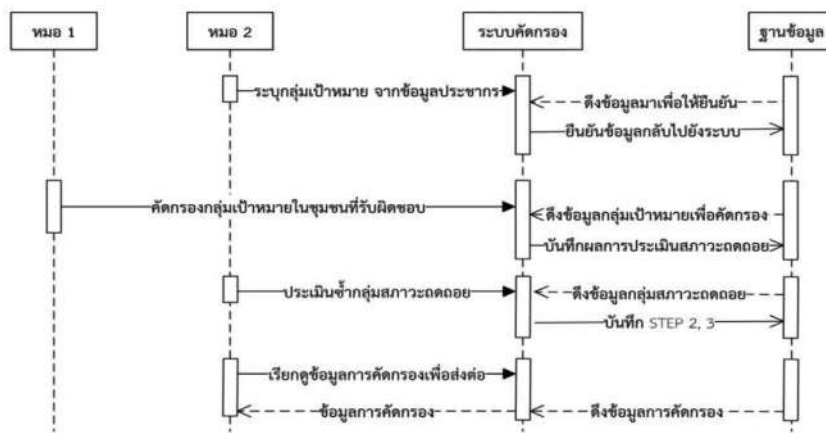 หมอ 1
หมอ 2
ระบบคัดกรอง
ฐานข้อมูล
ระบุกลุ่มเป้าหมาย จากข้อมูลประชากร
ดึงข้อมูลมาเพื่อให้ยืนยัน
ยืนยันข้อมูลกลับไปยังระบบ
คัดกรองกลุ่มเป้าหมายในชุมชนที่รับผิดชอบ
ดึงข้อมูลกลุ่มเป้าหมายเพื่อคัดกรอง
บันทึกผลการประเมินสภาวะถดถอย
ประเมินซ้ำกลุ่มสภาวะถดถอย
ดึงข้อมูลกลุ่มสภาวะถดถอย
บันทึก STEP 2, 3
เรียกดูข้อมูลการคัดกรองเพื่อส่งต่อ
ข้อมูลการคัดกรอง
ดึงข้อมูลการคัดกรอง